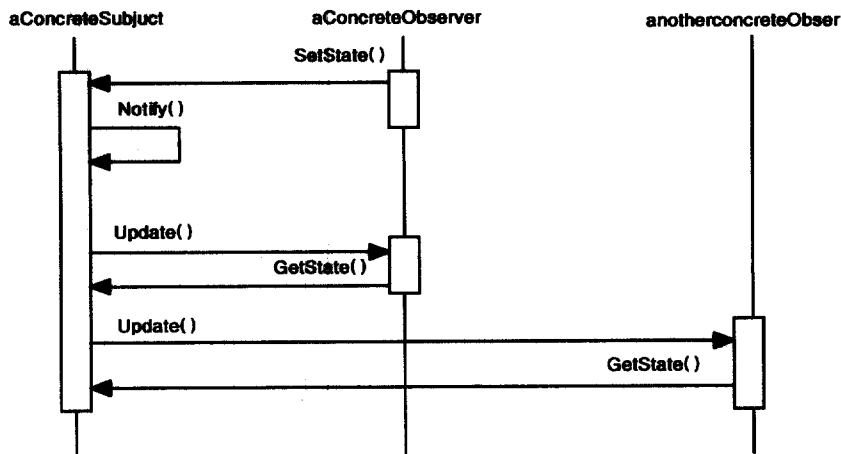 aConcreteSubjuct
aConcreteObserver
anotherconcreteObser
SetState()
Notify()
Update()
GetState()
Update()
GetState()